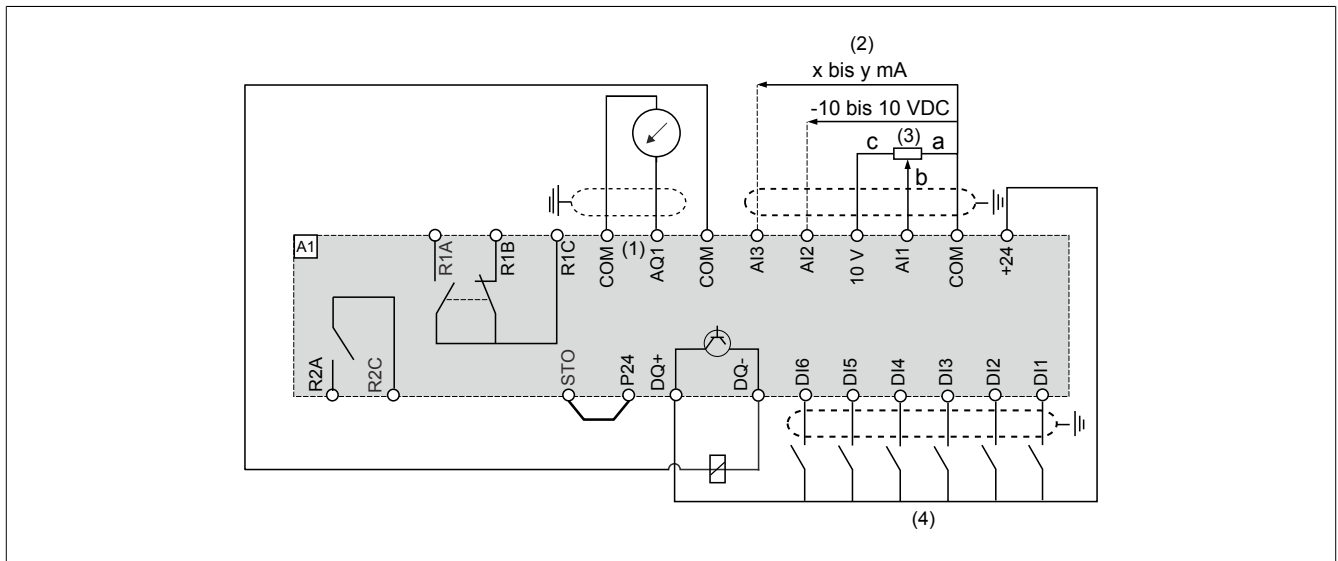 (2)
x bis y mA
-10 bis 10 VDC
c
(3)
a
b
A1
R1A
R1B
R1C
COM
(1)
AQ1
COM
AI3
AI2
10 V
AI1
COM
+24
R2A
R2C
STO
P24
DQ+
DQ-
DI6
DI5
DI4
DI3
DI2
DI1
(4)